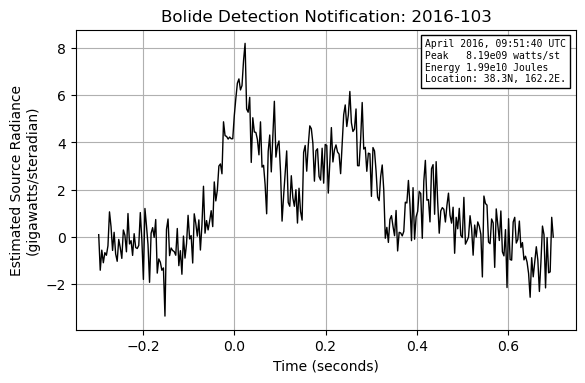 Bolide Detection Notification: 2016-103
April 2016, 09:51:40 UTC
Peak   8.19e09 watts/st
Energy 1.99e10 Joules
Location: 38.3N, 162.2E.
Estimated Source Radiance
(gigawatts/steradian)
8
6
4
2
0
−2
−0.2
0.0
0.2
0.4
0.6
Time (seconds)